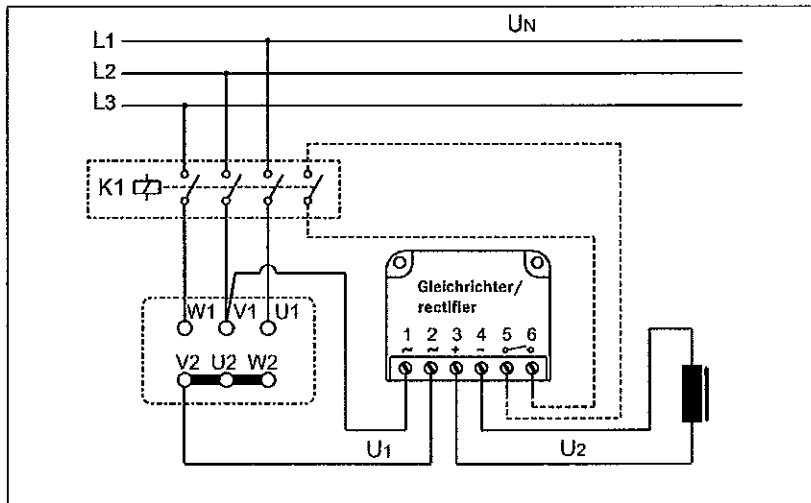 UN
L1
L2
L3
K1
W1 V1 U1
V2 U2 W2
Gleichrichter/
rectifier
1 2 3 4 5 6
~ ~ + -
U1
U2